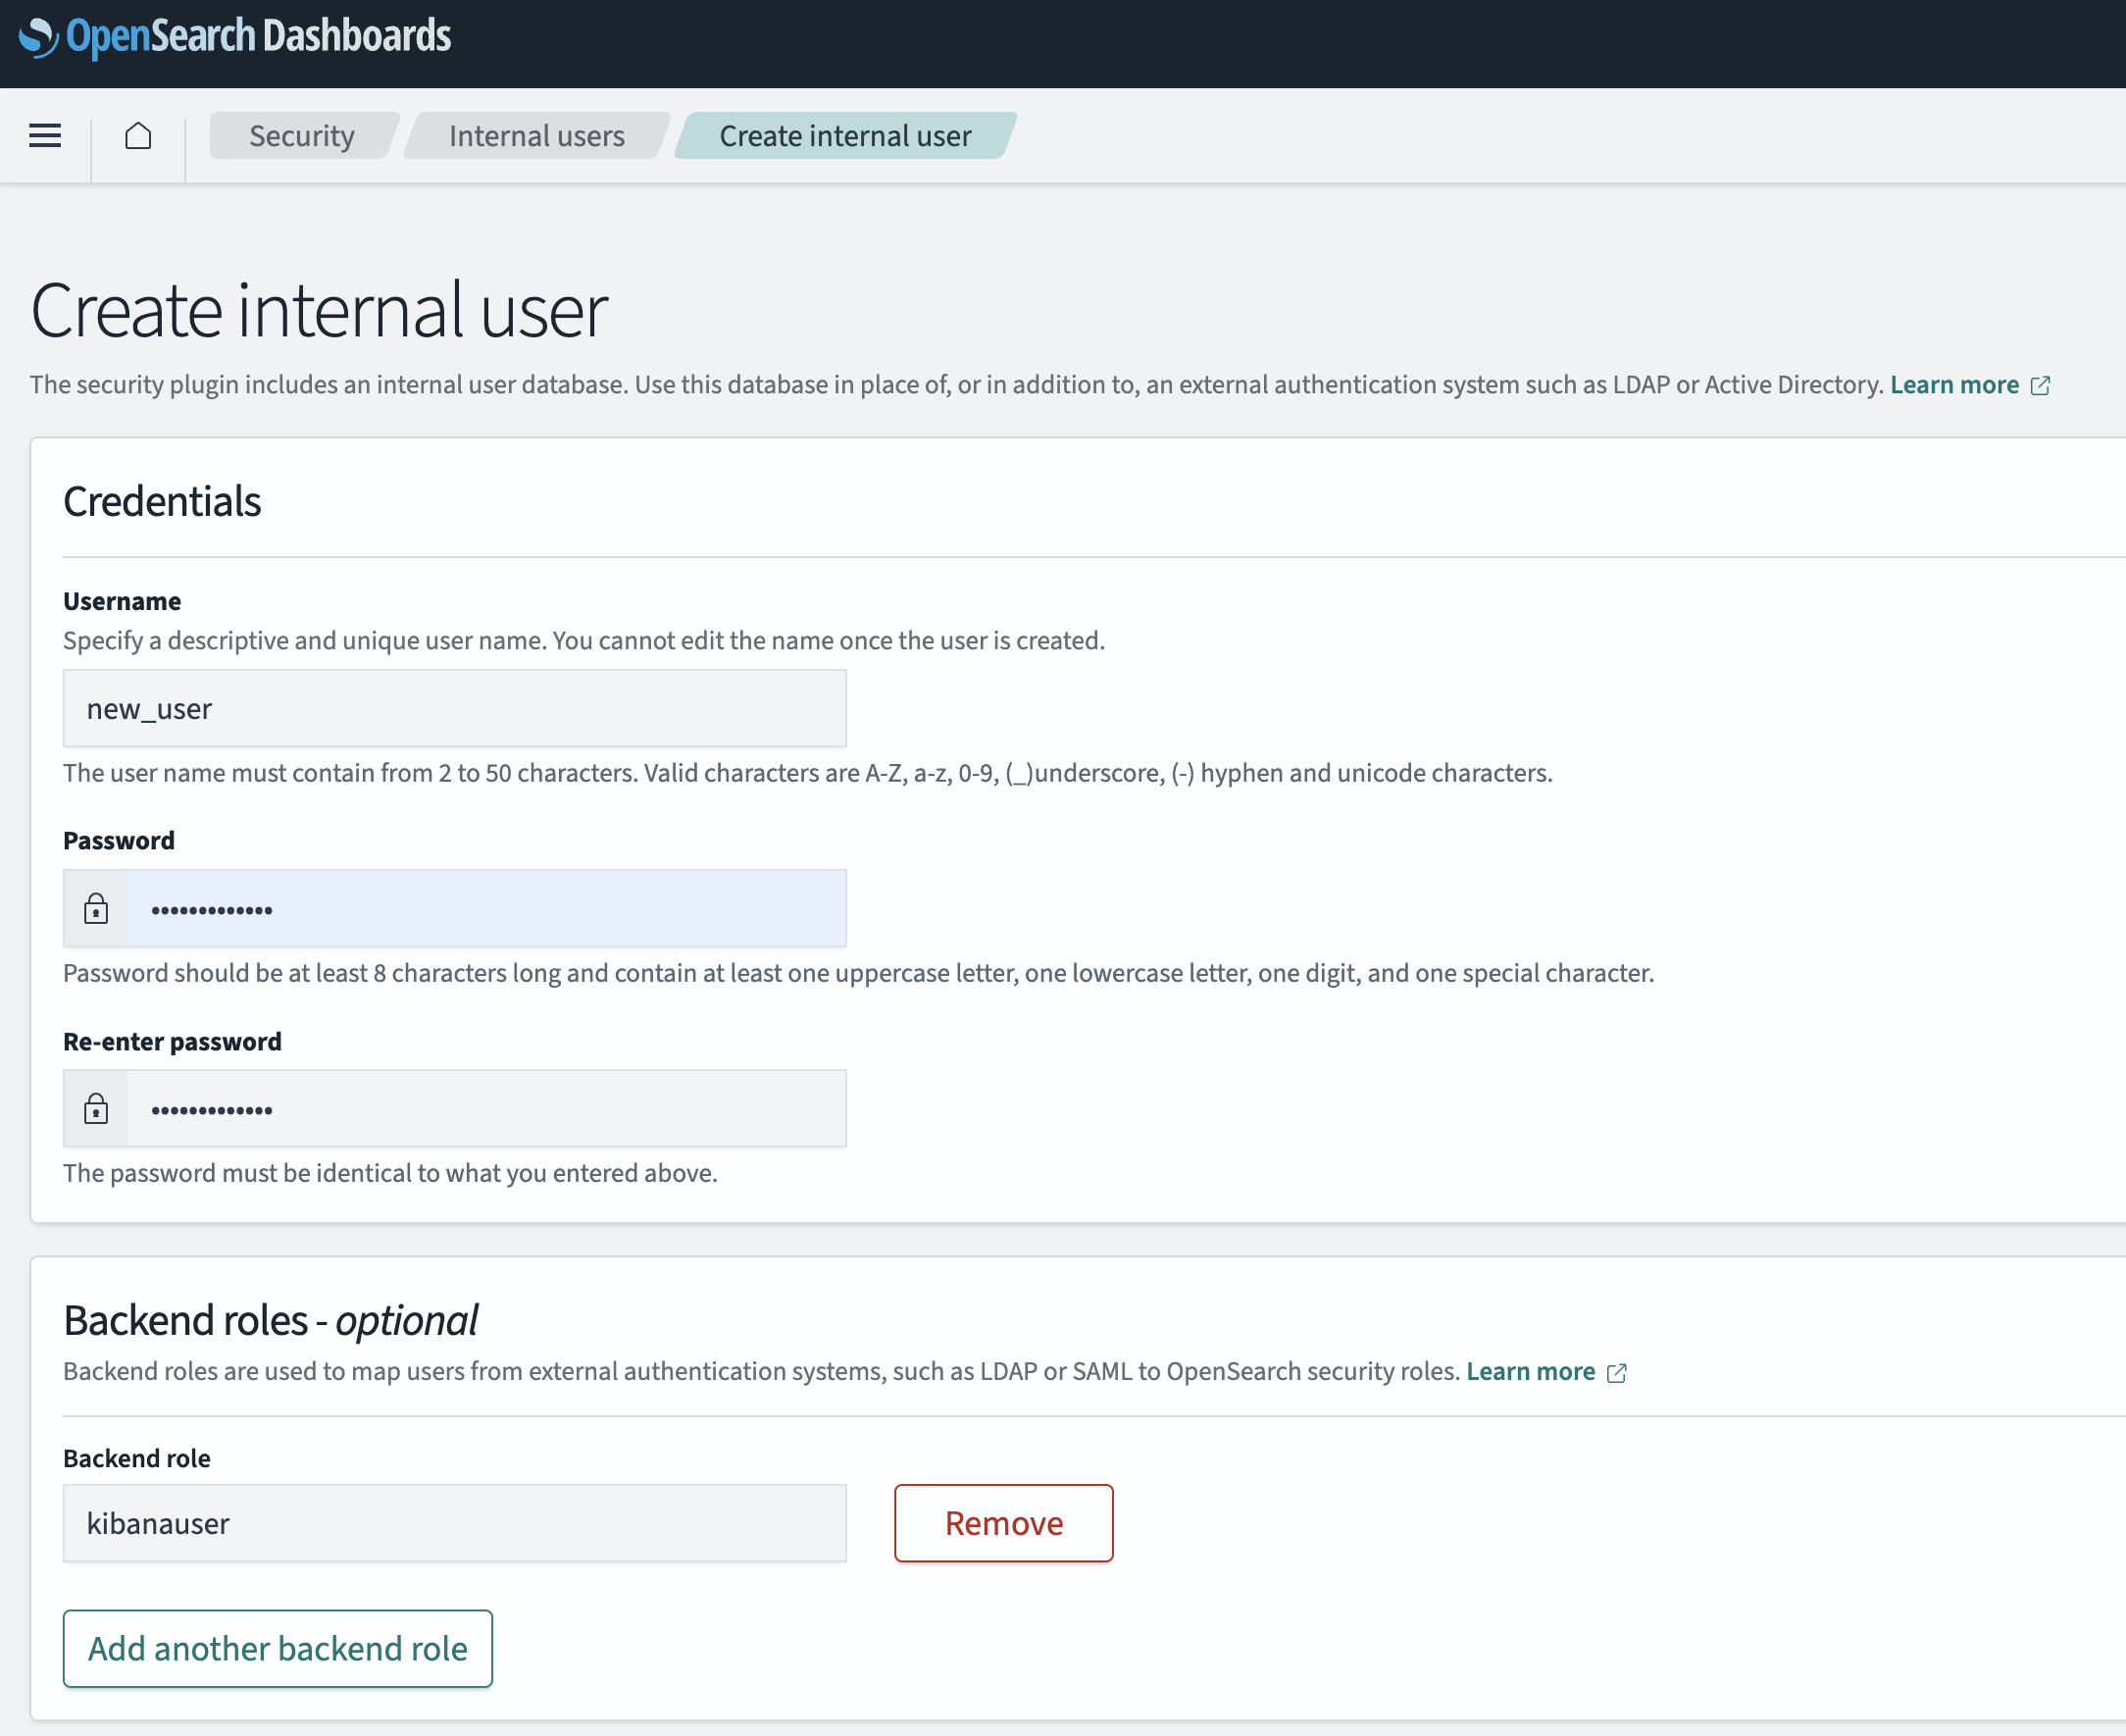 OpenSearch Dashboards
Security
Internal users
Create internal user
Create internal user
The security plugin includes an internal user database. Use this database in place of, or in addition to, an external authentication system such as LDAP or Active Directory. Learn more
Credentials
Username
Specify a descriptive and unique user name. You cannot edit the name once the user is created.
new_user
The user name must contain from 2 to 50 characters. Valid characters are A-Z, a-z, 0-9, (_)underscore, (-) hyphen and unicode characters.
Password
•••••••••••••
Password should be at least 8 characters long and contain at least one uppercase letter, one lowercase letter, one digit, and one special character.
Re-enter password
•••••••••••••
The password must be identical to what you entered above.
Backend roles - optional
Backend roles are used to map users from external authentication systems, such as LDAP or SAML to OpenSearch security roles. Learn more
Backend role
kibanauser
Remove
Add another backend role